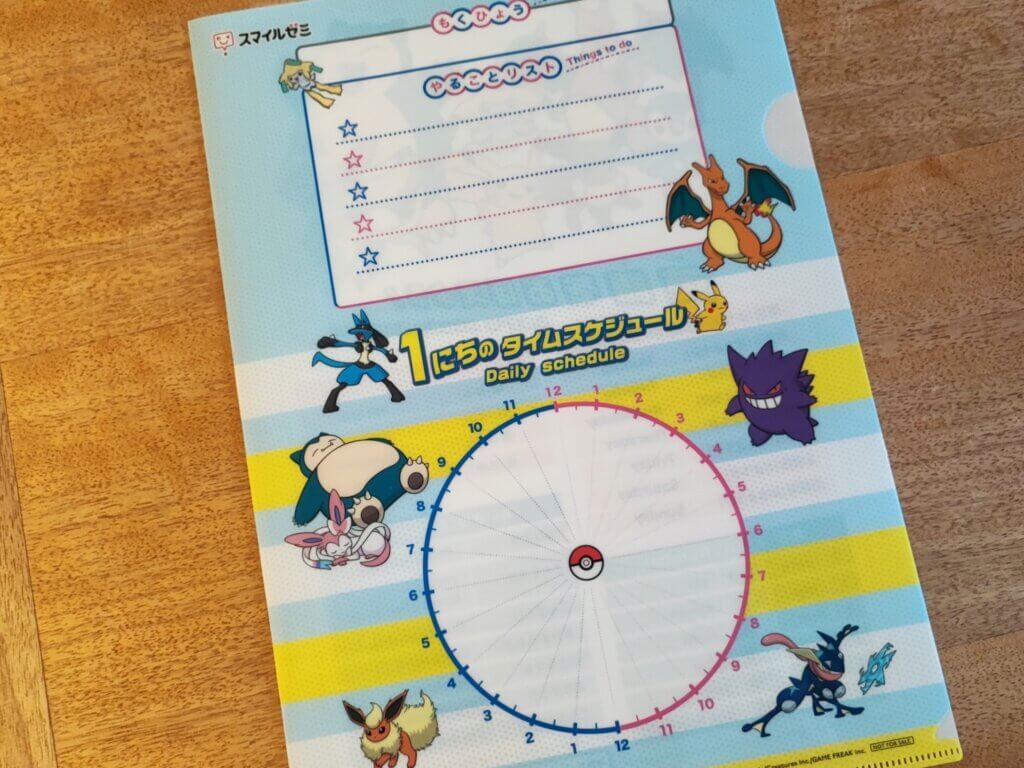 スマイルゼミ
もくひょう
やることリスト Things to do
1にちの タイムスケジュール
Daily schedule
12 1 2 3 4 5 6 7 8 9 10 11 12 1 2 3 4 5 6 7 8 9 10 11
Creatures Inc./GAME FREAK inc. NOT FOR SALE